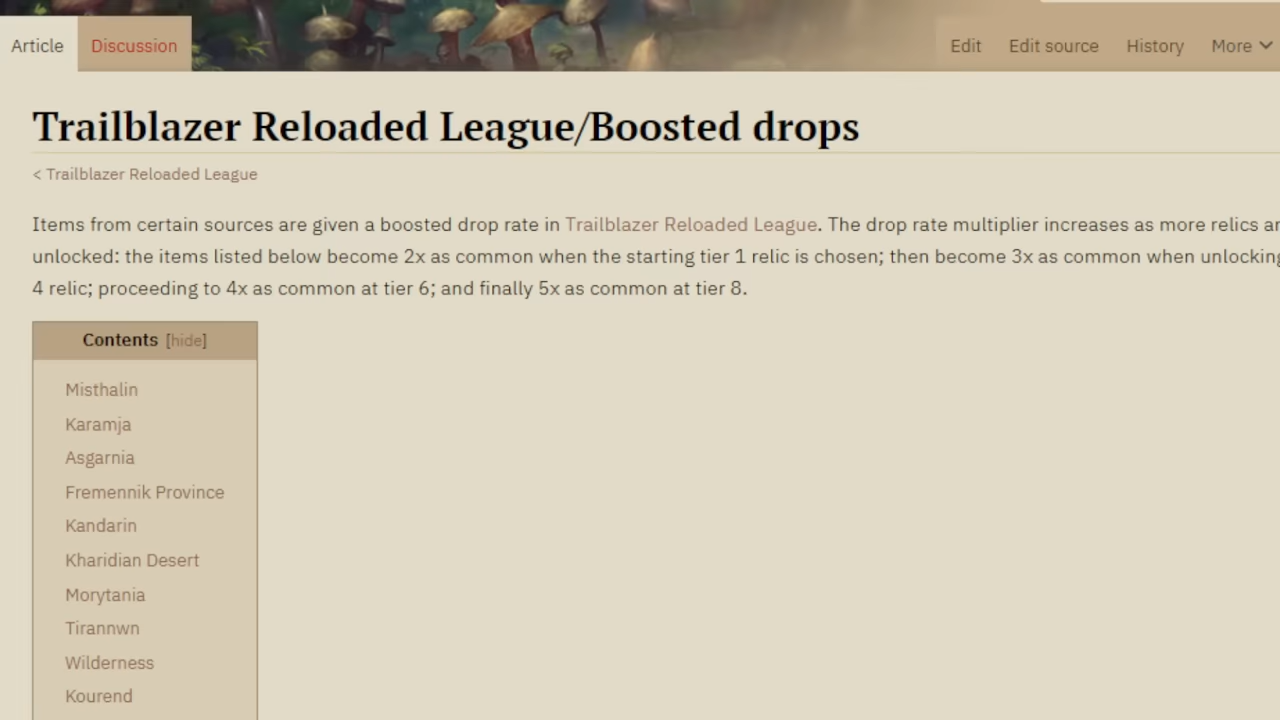 Article
Discussion
Edit
Edit source
History
More
Trailblazer Reloaded League/Boosted drops
< Trailblazer Reloaded League
Items from certain sources are given a boosted drop rate in Trailblazer Reloaded League. The drop rate multiplier increases as more relics
unlocked: the items listed below become 2x as common when the starting tier 1 relic is chosen; then become 3x as common when unlocking
4 relic; proceeding to 4x as common at tier 6; and finally 5x as common at tier 8.
Contents [hide]
Misthalin
Karamja
Asgarnia
Fremennik Province
Kandarin
Kharidian Desert
Morytania
Tirannwn
Wilderness
Kourend